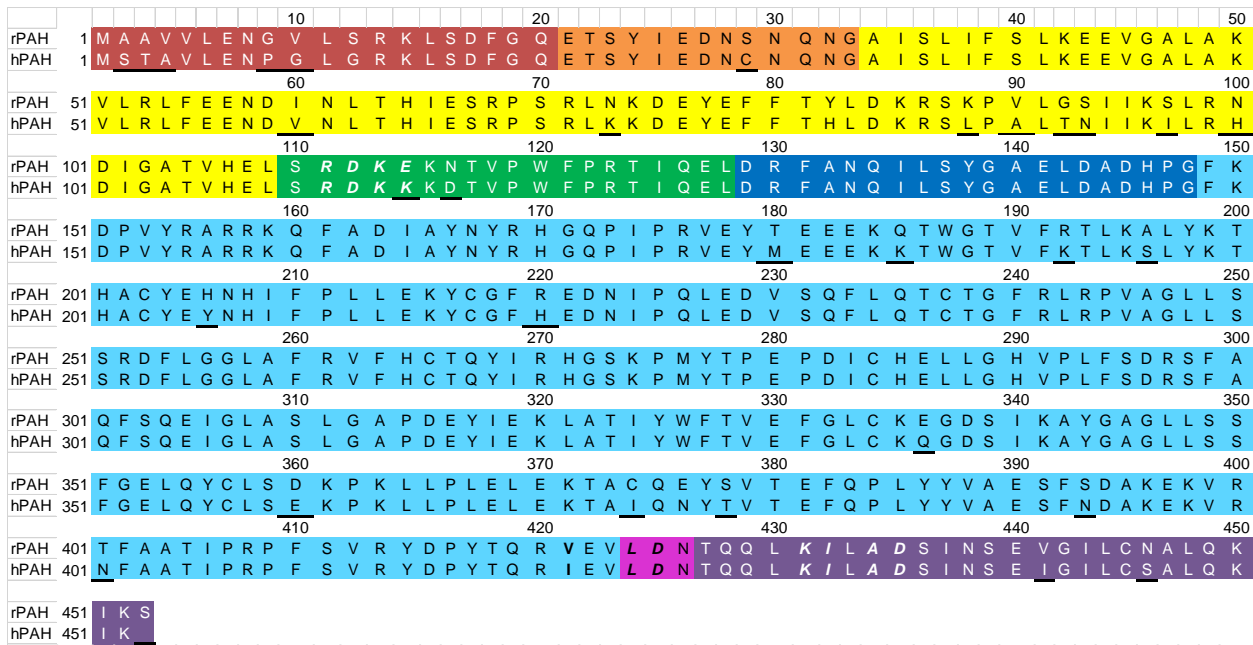 10 20 30 40 50
rPAH 1 M A A V V L E N G V L S R K L S D F G Q E T S Y I E D N S N Q N G A I S L I F S L K E E V G A L A K
hPAH 1 M S T A V L E N P G L G R K L S D F G Q E T S Y I E D N C N Q N G A I S L I F S L K E E V G A L A K
60 70 80 90 100
rPAH 51 V L R L F E E N D I N L T H I E S R P S R L N K D E Y E F F T Y L D K R S K P V L G S I I K S L R N
hPAH 51 V L R L F E E N D V N L T H I E S R P S R L K K D E Y E F F T H L D K R S L P A L T N I I K I L R H
110 120 130 140 150
rPAH 101 D I G A T V H E L S R D K E K N T V P W F P R T I Q E L D R F A N Q I L S Y G A E L D A D H P G F K
hPAH 101 D I G A T V H E L S R D K K K D T V P W F P R T I Q E L D R F A N Q I L S Y G A E L D A D H P G F K
160 170 180 190 200
rPAH 151 D P V Y R A R R K Q F A D I A Y N Y R H G Q P I P R V E Y T E E E K Q T W G T V F R T L K A L Y K T
hPAH 151 D P V Y R A R R K Q F A D I A Y N Y R H G Q P I P R V E Y M E E E K K T W G T V F K T L K S L Y K T
210 220 230 240 250
rPAH 201 H A C Y E H N H I F P L L E K Y C G F R E D N I P Q L E D V S Q F L Q T C T G F R L R P V A G L L S
hPAH 201 H A C Y E Y N H I F P L L E K Y C G F H E D N I P Q L E D V S Q F L Q T C T G F R L R P V A G L L S
260 270 280 290 300
rPAH 251 S R D F L G G L A F R V F H C T Q Y I R H G S K P M Y T P E P D I C H E L L G H V P L F S D R S F A
hPAH 251 S R D F L G G L A F R V F H C T Q Y I R H G S K P M Y T P E P D I C H E L L G H V P L F S D R S F A
310 320 330 340 350
rPAH 301 Q F S Q E I G L A S L G A P D E Y I E K L A T I Y W F T V E F G L C K E G D S I K A Y G A G L L S S
hPAH 301 Q F S Q E I G L A S L G A P D E Y I E K L A T I Y W F T V E F G L C K Q G D S I K A Y G A G L L S S
360 370 380 390 400
rPAH 351 F G E L Q Y C L S D K P K L L P L E L E K T A C Q E Y S V T E F Q P L Y Y V A E S F S D A K E K V R
hPAH 351 F G E L Q Y C L S E K P K L L P L E L E K T A I Q N Y T V T E F Q P L Y Y V A E S F N D A K E K V R
410 420 430 440 450
rPAH 401 T F A A T I P R P F S V R Y D P Y T Q R V E V L D N T Q Q L K I L A D S I N S E V G I L C N A L Q K
hPAH 401 N F A A T I P R P F S V R Y D P Y T Q R I E V L D N T Q Q L K I L A D S I N S E I G I L C S A L Q K
rPAH 451 I K S
hPAH 451 I K